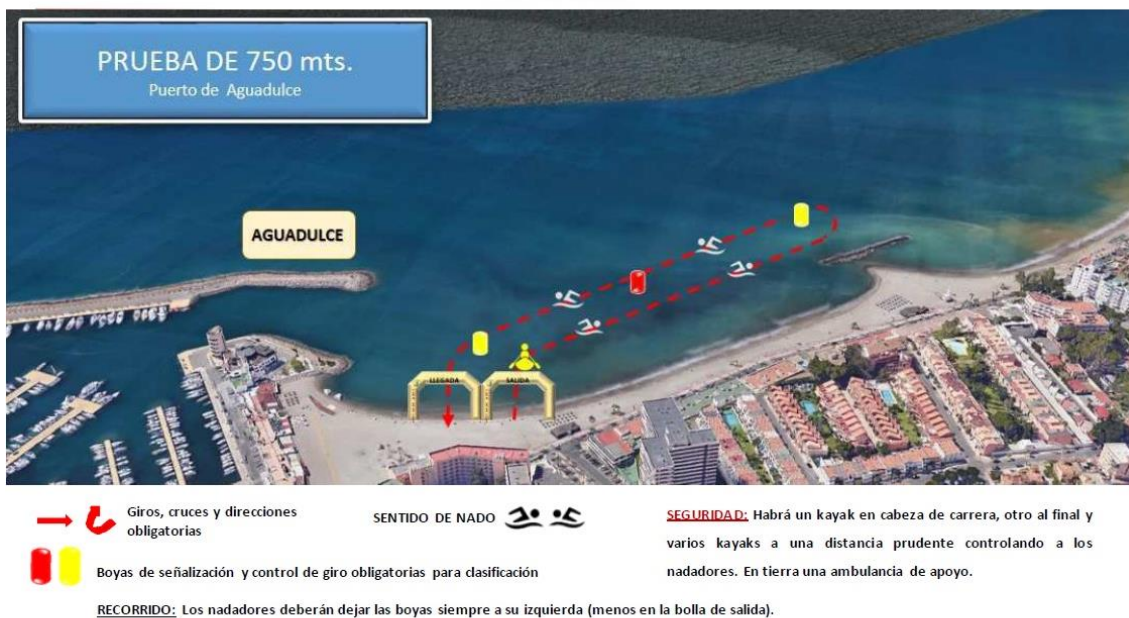 PRUEBA DE 750 mts.
Puerto de Aguadulce
AGUADULCE
LLEGADA
SALIDA
Giros, cruces y direcciones
obligatorias
SENTIDO DE NADO
Boyas de señalización y control de giro obligatorias para clasificación
SEGURIDAD: Habrá un kayak en cabeza de carrera, otro al final y
varios kayaks a una distancia prudente controlando a los
nadadores. En tierra una ambulancia de apoyo.
RECORRIDO: Los nadadores deberán dejar las boyas siempre a su izquierda (menos en la bolla de salida).